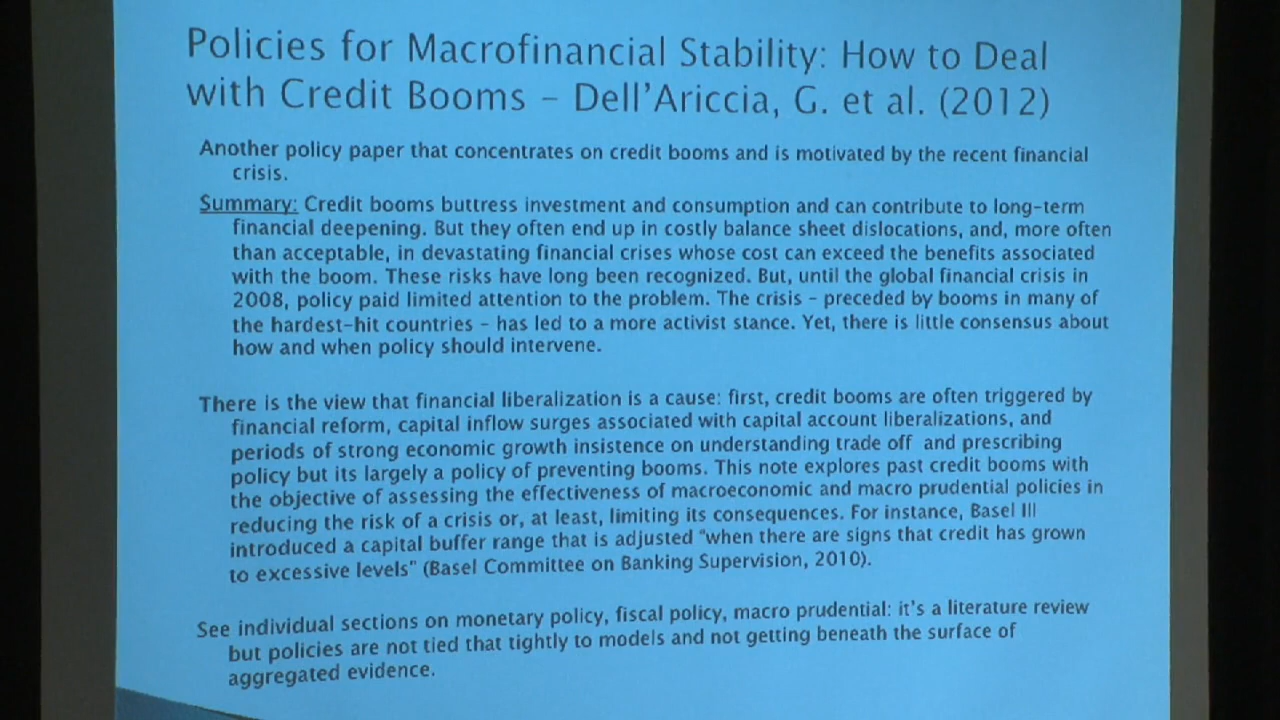 Policies for Macrofinancial Stability: How to Deal
with Credit Booms – Dell'Ariccia, G. et al. (2012)
Another policy paper that concentrates on credit booms and is motivated by the recent financial
crisis.
Summary: Credit booms buttress investment and consumption and can contribute to long-term
financial deepening. But they often end up in costly balance sheet dislocations, and, more often
than acceptable, in devastating financial crises whose cost can exceed the benefits associated
with the boom. These risks have long been recognized. But, until the global financial crisis in
2008, policy paid limited attention to the problem. The crisis – preceded by booms in many of
the hardest-hit countries – has led to a more activist stance. Yet, there is little consensus about
how and when policy should intervene.
There is the view that financial liberalization is a cause: first, credit booms are often triggered by
financial reform, capital inflow surges associated with capital account liberalizations, and
periods of strong economic growth insistence on understanding trade off and prescribing
policy but its largely a policy of preventing booms. This note explores past credit booms with
the objective of assessing the effectiveness of macroeconomic and macro prudential policies in
reducing the risk of a crisis or, at least, limiting its consequences. For instance, Basel III
introduced a capital buffer range that is adjusted "when there are signs that credit has grown
to excessive levels" (Basel Committee on Banking Supervision, 2010).
See individual sections on monetary policy, fiscal policy, macro prudential: it's a literature review
but policies are not tied that tightly to models and not getting beneath the surface of
aggregated evidence.